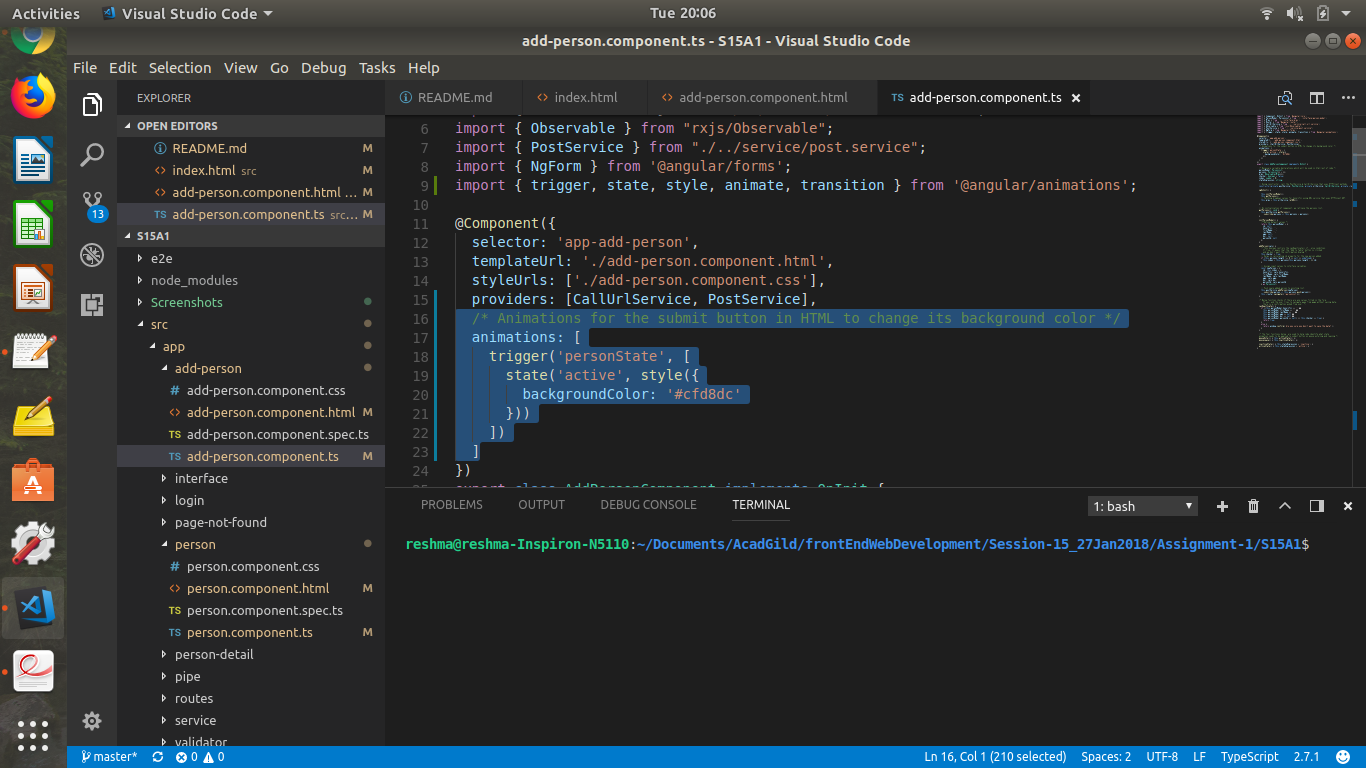 Activities Visual Studio Code Tue 20:06
add-person.component.ts - S15A1 - Visual Studio Code
File Edit Selection View Go Debug Tasks Help
EXPLORER
OPEN EDITORS
README.md M
index.html src M
add-person.component.html ... M
add-person.component.ts src... M
S15A1
e2e
node_modules
Screenshots
src
app
add-person
# add-person.component.css
<> add-person.component.html M
TS add-person.component.spec.ts
TS add-person.component.ts M
interface
login
page-not-found
person
# person.component.css
<> person.component.html M
TS person.component.spec.ts
TS person.component.ts M
person-detail
pipe
routes
service
validator
13
README.md <> index.html <> add-person.component.html TS add-person.component.ts
6 import { Observable } from "rxjs/Observable";
7 import { PostService } from "./../service/post.service";
8 import { NgForm } from '@angular/forms';
9 import { trigger, state, style, animate, transition } from '@angular/animations';
10
11 @Component({
12 selector: 'app-add-person',
13 templateUrl: './add-person.component.html',
14 styleUrls: ['./add-person.component.css'],
15 providers: [CallUrlService, PostService],
16 /* Animations for the submit button in HTML to change its background color */
17 animations: [
18 trigger('personState', [
19 state('active', style({
20 backgroundColor: '#cfd8dc'
21 }))
22 ])
23 ]
24 })
export class AddPersonComponent implements OnInit {
PROBLEMS OUTPUT DEBUG CONSOLE TERMINAL 1: bash
reshma@reshma-Inspiron-N5110:~/Documents/AcadGild/frontEndWebDevelopment/Session-15_27Jan2018/Assignment-1/S15A1$
master* 0 0 Ln 16, Col 1 (210 selected) Spaces: 2 UTF-8 LF TypeScript 2.7.1